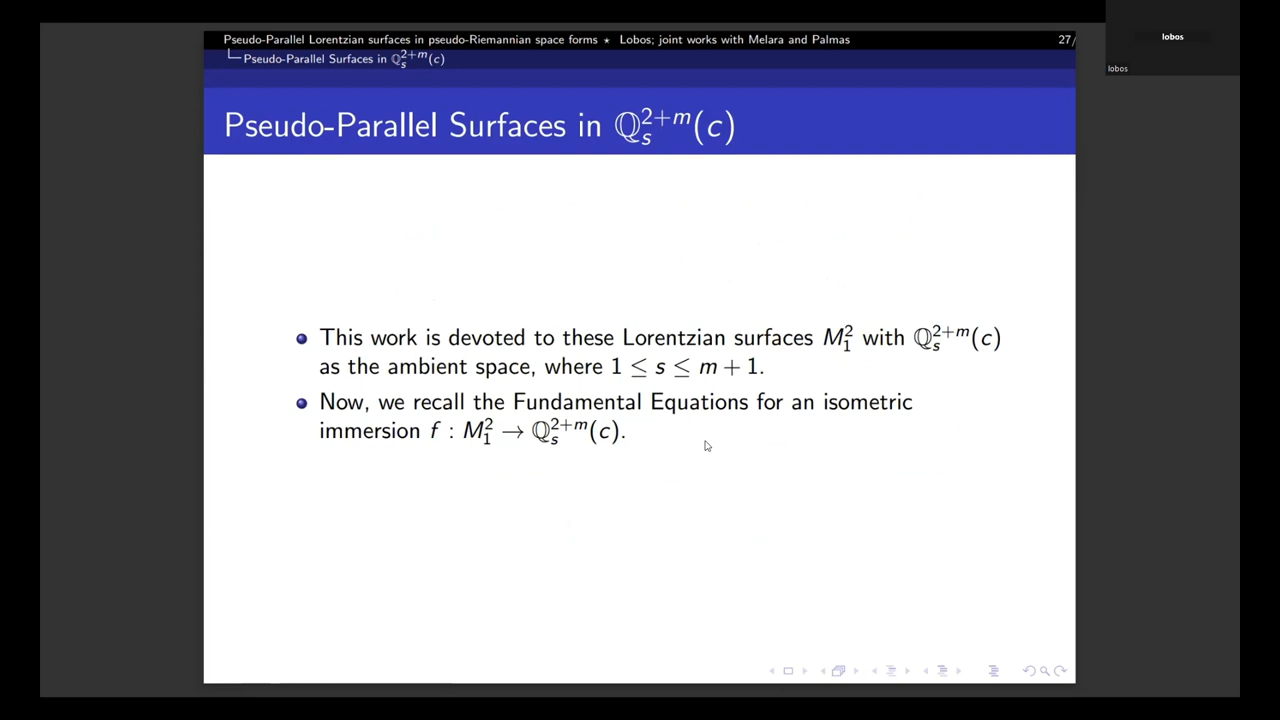 Pseudo-Parallel Lorentzian surfaces in pseudo-Riemannian space forms ⋆ Lobos; joint works with Melara and Palmas 27/
Pseudo-Parallel Surfaces in ℚ_s^{2+m}(c)
lobos
lobos
Pseudo-Parallel Surfaces in ℚ_s^{2+m}(c)
This work is devoted to these Lorentzian surfaces M_1^2 with ℚ_s^{2+m}(c)
as the ambient space, where 1 ≤ s ≤ m + 1.
Now, we recall the Fundamental Equations for an isometric
immersion f : M_1^2 → ℚ_s^{2+m}(c).